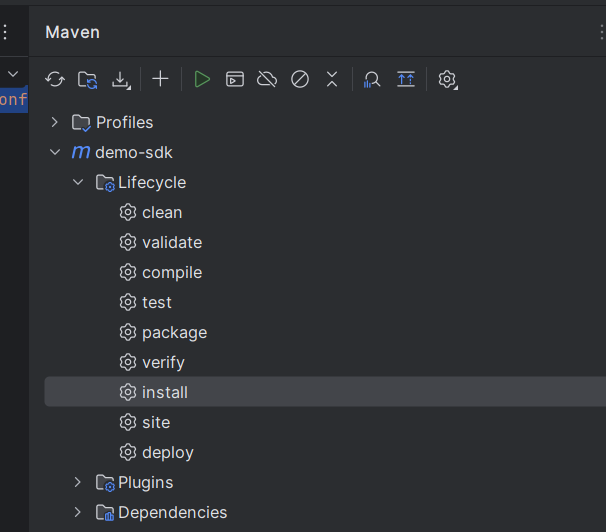 Maven
onf
Profiles
m demo-sdk
Lifecycle
clean
validate
compile
test
package
verify
install
site
deploy
Plugins
Dependencies